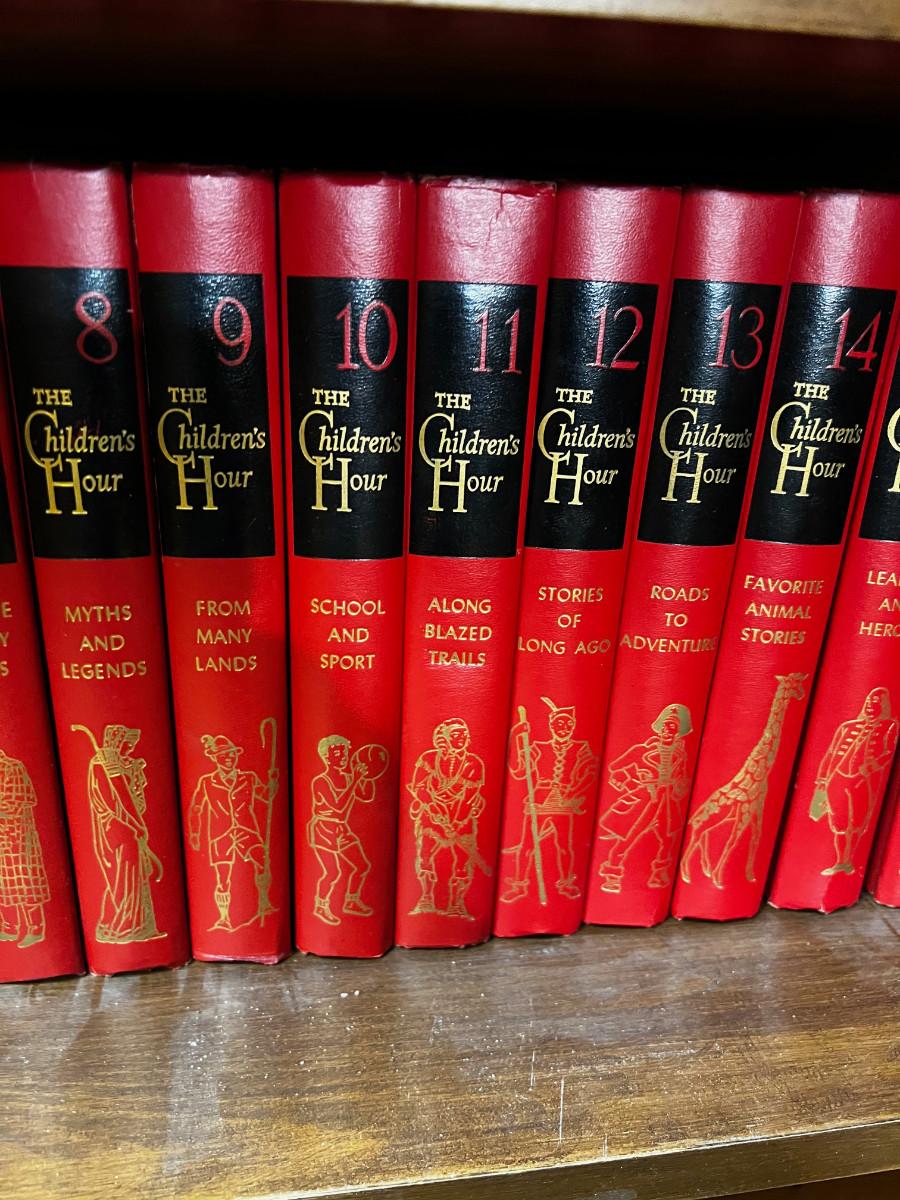 8
THE
Children's
Hour
MYTHS
AND
LEGENDS
9
THE
Children's
Hour
FROM
MANY
LANDS
10
THE
Children's
Hour
SCHOOL
AND
SPORT
11
THE
Children's
Hour
ALONG
BLAZED
TRAILS
12
THE
Children's
Hour
STORIES
OF
LONG AGO
13
THE
Children's
Hour
ROADS
TO
ADVENTURE
14
THE
Children's
Hour
FAVORITE
ANIMAL
STORIES